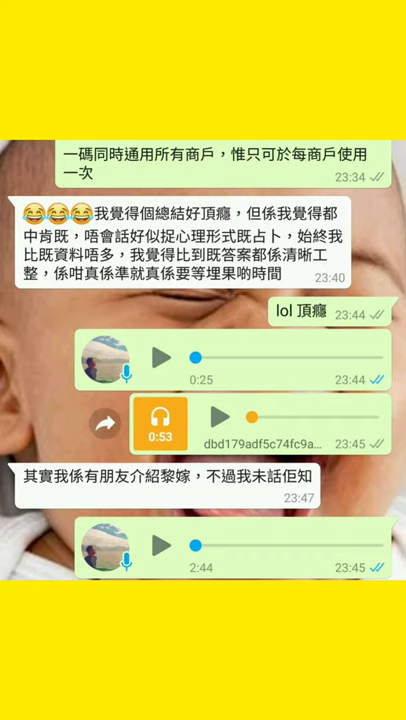 一碼同時通用所有商戶，惟只可於每商戶使用
一次
23:34
😂😂😂我覺得個總結好頂癮，但係我覺得都
中肯既，唔會話好似捉心理形式既占卜，始終我
比既資料唔多，我覺得比到既答案都係清晰工
整，係咁真係準就真係要等埋果啲時間
23:40
lol 頂癮 23:44
0:25 23:44
0:53
dbd179adf5c74fc9a... 23:45
其實我係有朋友介紹黎嫁，不過我未話佢知
23:47
2:44 23:45